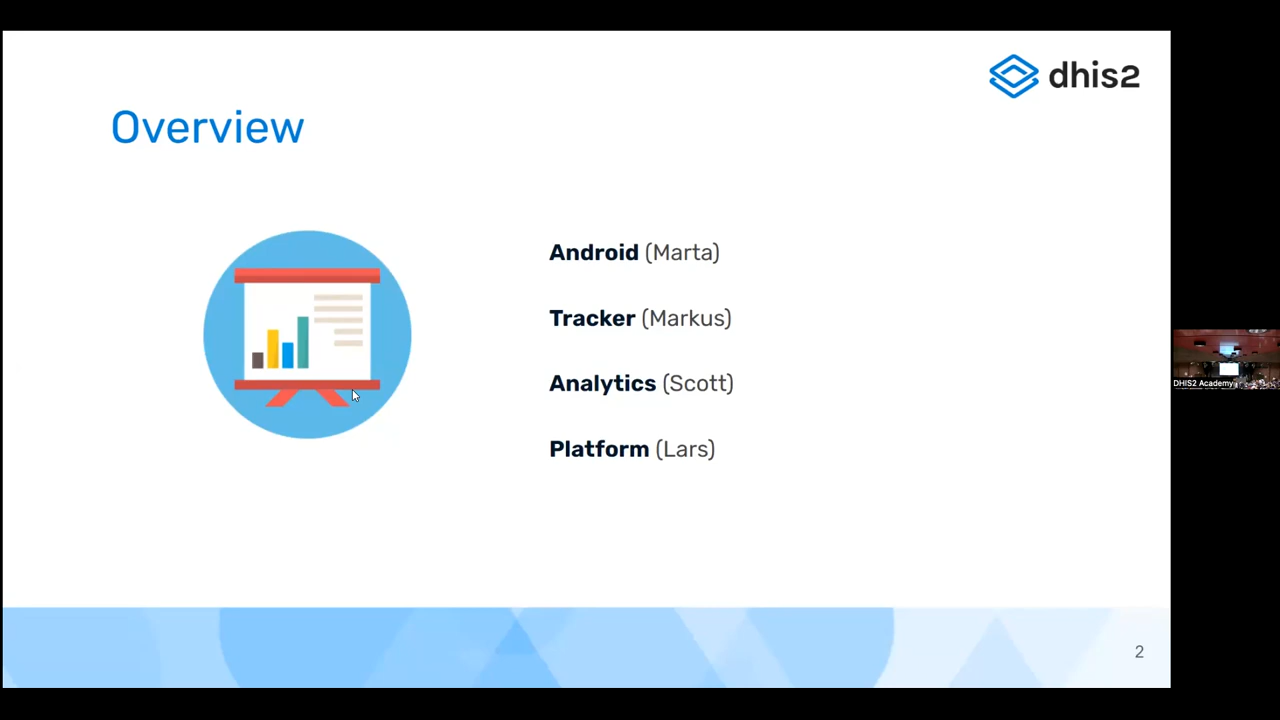 dhis2
Overview
Android (Marta)
Tracker (Markus)
Analytics (Scott)
Platform (Lars)
DHIS2 Academy
2